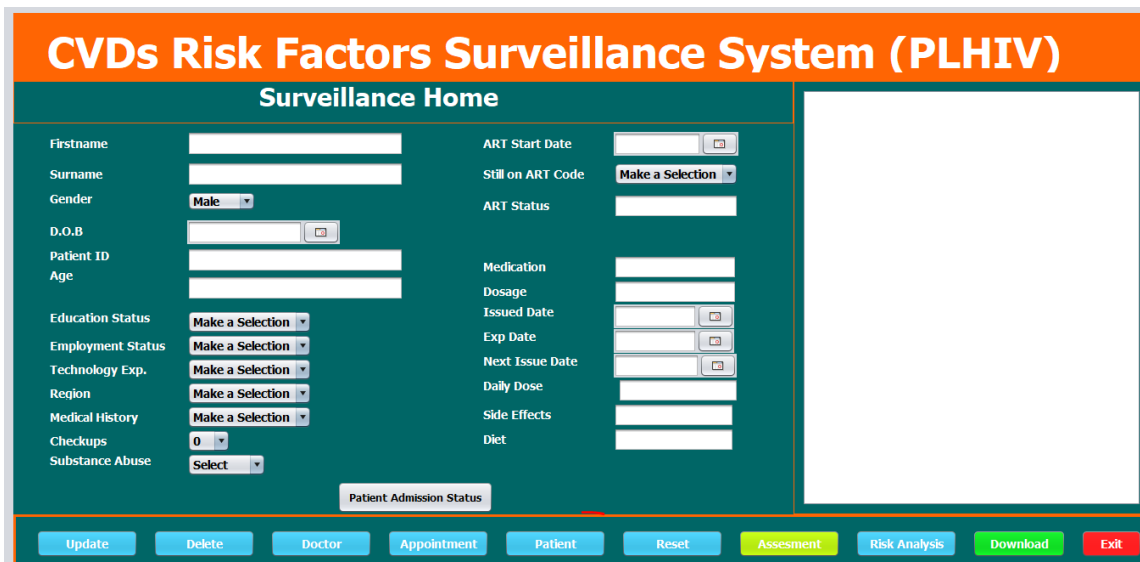 CVDs Risk Factors Surveillance System (PLHIV)
Surveillance Home
Firstname
Surname
Gender
Male
D.O.B
Patient ID
Age
Education Status
Make a Selection
Employment Status
Make a Selection
Technology Exp.
Make a Selection
Region
Make a Selection
Medical History
Make a Selection
Checkups
0
Substance Abuse
Select
ART Start Date
Still on ART Code
Make a Selection
ART Status
Medication
Dosage
Issued Date
Exp Date
Next Issue Date
Daily Dose
Side Effects
Diet
Patient Admission Status
Update
Delete
Doctor
Appointment
Patient
Reset
Assesment
Risk Analysis
Download
Exit